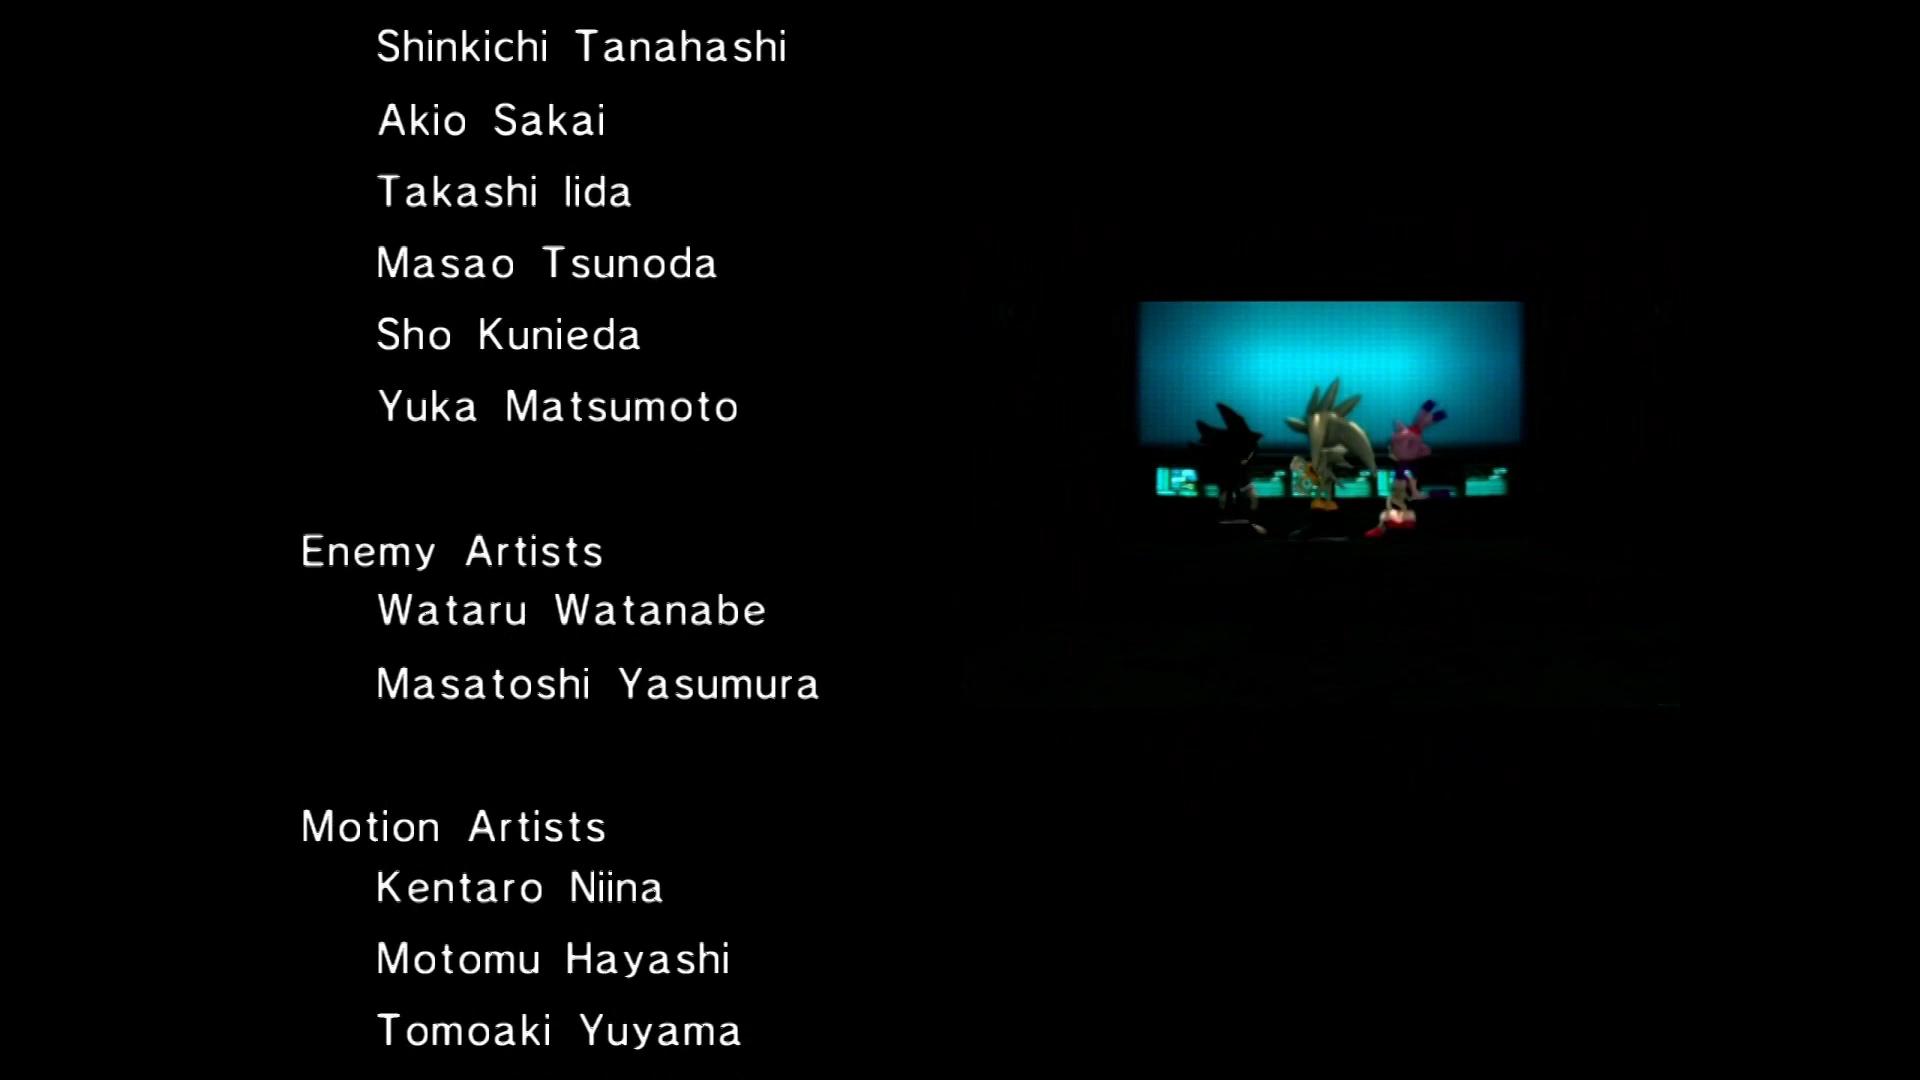 Shinkichi Tanahashi
Akio Sakai
Takashi Iida
Masao Tsunoda
Sho Kunieda
Yuka Matsumoto
Enemy Artists
Wataru Watanabe
Masatoshi Yasumura
Motion Artists
Kentaro Niina
Motomu Hayashi
Tomoaki Yuyama